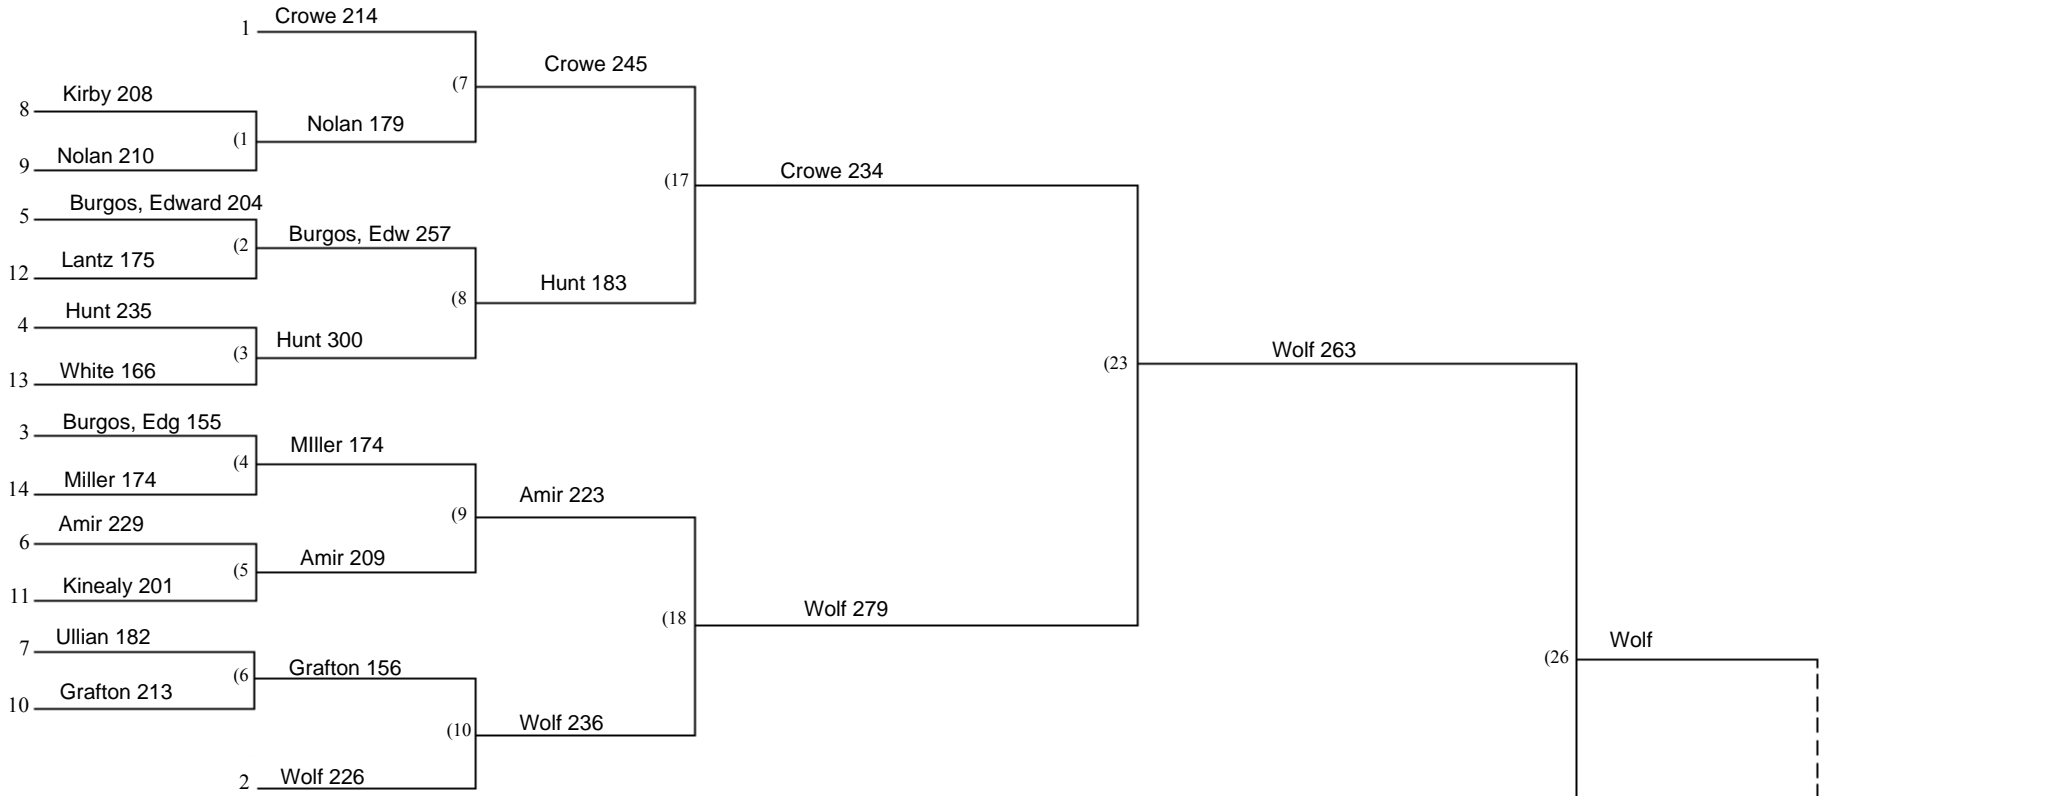 1 Crowe 214
(7 Crowe 245
8 Kirby 208
(1 Nolan 179
9 Nolan 210
(17 Crowe 234
5 Burgos, Edward 204
(2 Burgos, Edw 257
12 Lantz 175
(8 Hunt 183
4 Hunt 235
(3 Hunt 300
13 White 166
(23 Wolf 263
3 Burgos, Edg 155
(4 MIller 174
14 Miller 174
(9 Amir 223
6 Amir 229
(5 Amir 209
11 Kinealy 201
(18 Wolf 279
7 Ullian 182
(6 Grafton 156
10 Grafton 213
(26 Wolf
(10 Wolf 236
2 Wolf 226